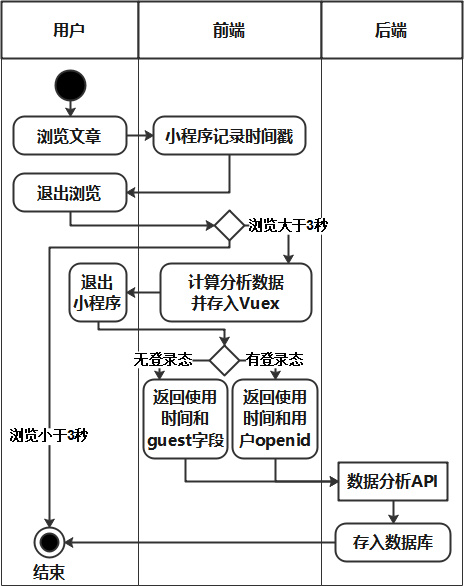 用户
前端
后端
浏览文章
小程序记录时间戳
退出浏览
浏览大于3秒
退出
小程序
计算分析数据
并存入Vuex
无登录态
有登录态
返回使用
时间和
guest字段
返回使用
时间和用
户openid
浏览小于3秒
数据分析API
存入数据库
结束